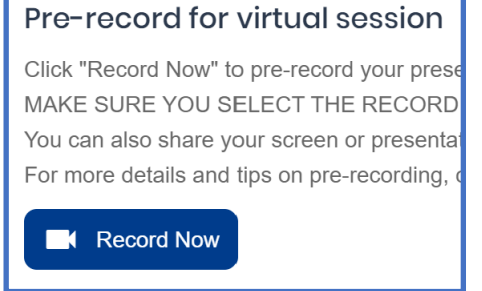 Pre-record for virtual session
Click "Record Now" to pre-record your prese
MAKE SURE YOU SELECT THE RECORD
You can also share your screen or presentat
For more details and tips on pre-recording,
Record Now